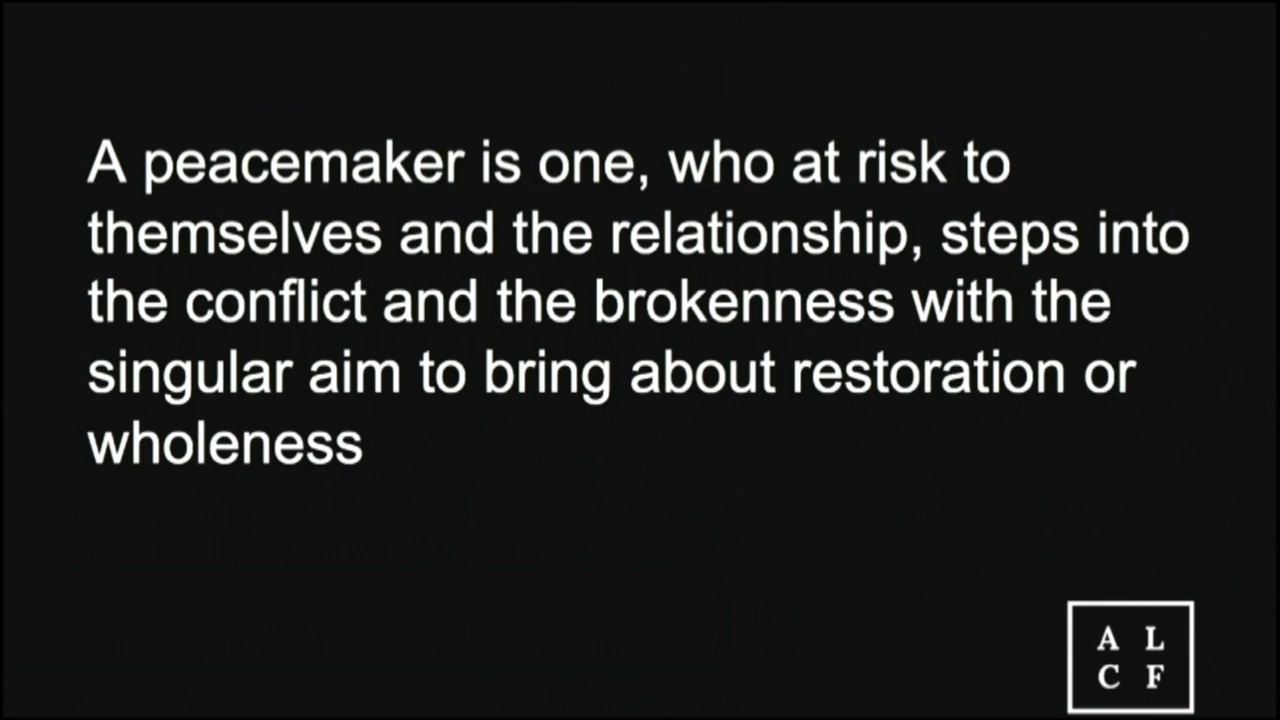 A peacemaker is one, who at risk to
themselves and the relationship, steps into
the conflict and the brokenness with the
singular aim to bring about restoration or
wholeness
A L
C F